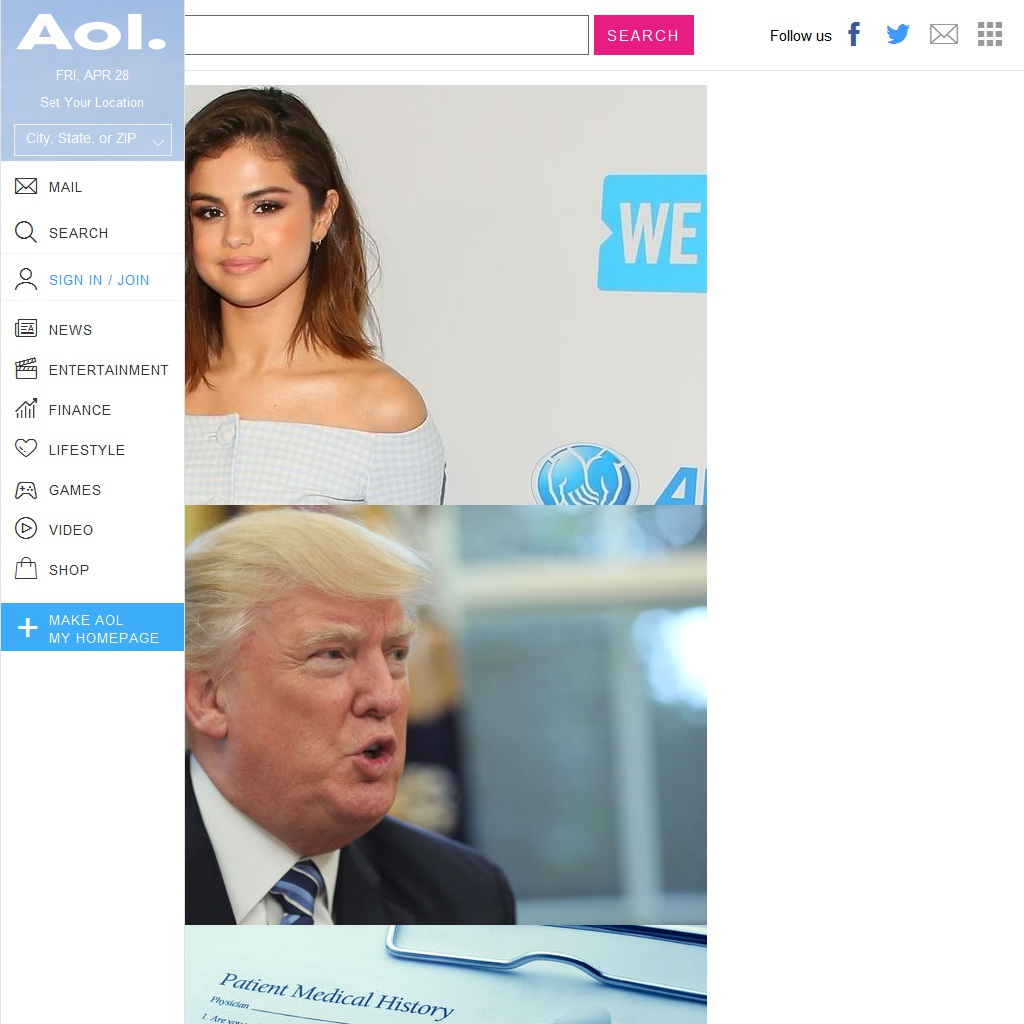 Aol.
FRI, APR 28
Set Your Location
City, State, or ZIP
MAIL
SEARCH
SIGN IN / JOIN
NEWS
ENTERTAINMENT
FINANCE
LIFESTYLE
GAMES
VIDEO
SHOP
MAKE AOL
MY HOMEPAGE
SEARCH
Follow us
WE
Patient Medical History
Physician
1. Are you